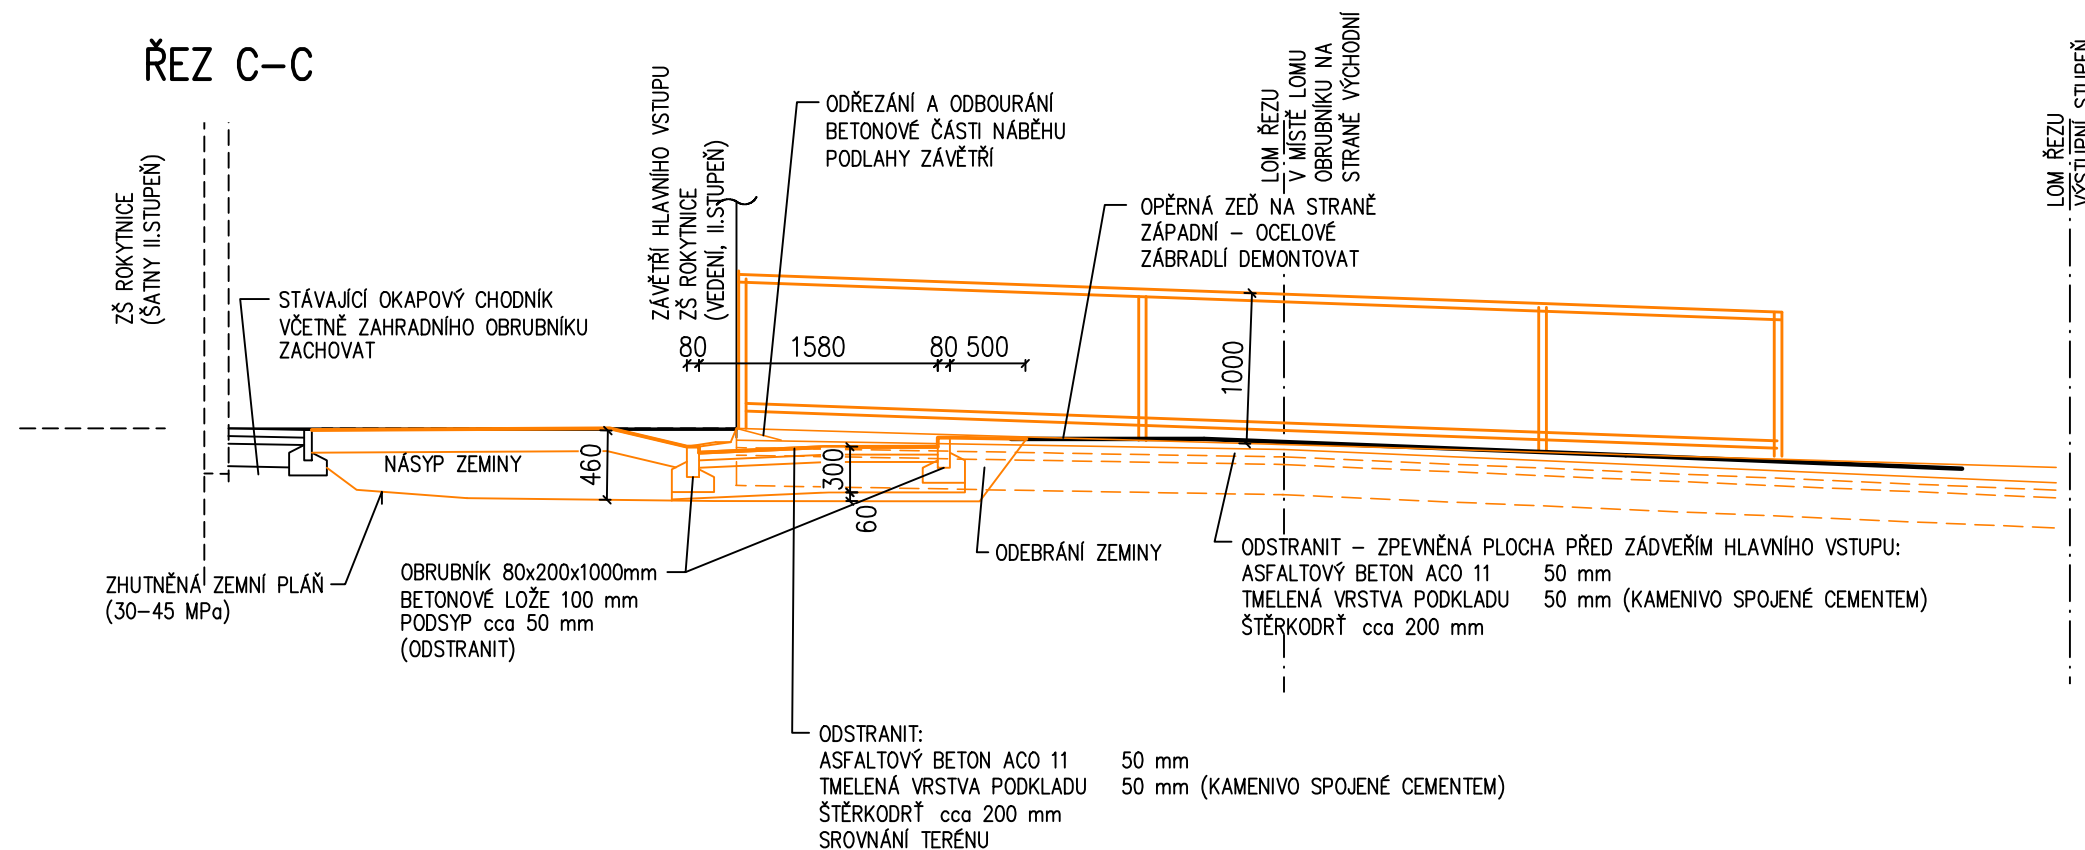 ŘEZ C-C
ZŠ ROKYTNICE
(ŠATNY II.STUPEŇ)
STÁVAJÍCÍ OKAPOVÝ CHODNÍK
VČETNĚ ZAHRADNÍHO OBRUBNÍKU
ZACHOVAT
ZÁVĚTŘÍ HLAVNÍHO VSTUPU
ZŠ ROKYTNICE
(VEDENÍ, II.STUPEŇ)
ODŘEZÁNÍ A ODBOURÁNÍ
BETONOVÉ ČÁSTI NÁBĚHU
PODLAHY ZÁVĚTŘÍ
OPĚRNÁ ZEĎ NA STRANĚ
ZÁPADNÍ – OCELOVÉ
ZÁBRADLÍ DEMONTOVAT
LOM ŘEZU
V MÍSTĚ LOMU
OBRUBNÍKU NA
STRANĚ VÝCHODNÍ
LOM ŘEZU
VÝSTUPNÍ STUPEŇ
80
1580
80
500
1000
460
300
60
NÁSYP ZEMINY
ZHUTNĚNÁ ZEMNÍ PLÁŇ
(30–45 MPa)
OBRUBNÍK 80x200x1000mm
BETONOVÉ LOŽE 100 mm
PODSYP cca 50 mm
(ODSTRANIT)
ODEBRÁNÍ ZEMINY
ODSTRANIT – ZPEVNĚNÁ PLOCHA PŘED ZÁDVEŘÍM HLAVNÍHO VSTUPU:
ASFALTOVÝ BETON ACO 11 50 mm
TMELENÁ VRSTVA PODKLADU 50 mm (KAMENIVO SPOJENÉ CEMENTEM)
ŠTĚRKODRŤ cca 200 mm
ODSTRANIT:
ASFALTOVÝ BETON ACO 11 50 mm
TMELENÁ VRSTVA PODKLADU 50 mm (KAMENIVO SPOJENÉ CEMENTEM)
ŠTĚRKODRŤ cca 200 mm
SROVNÁNÍ TERÉNU